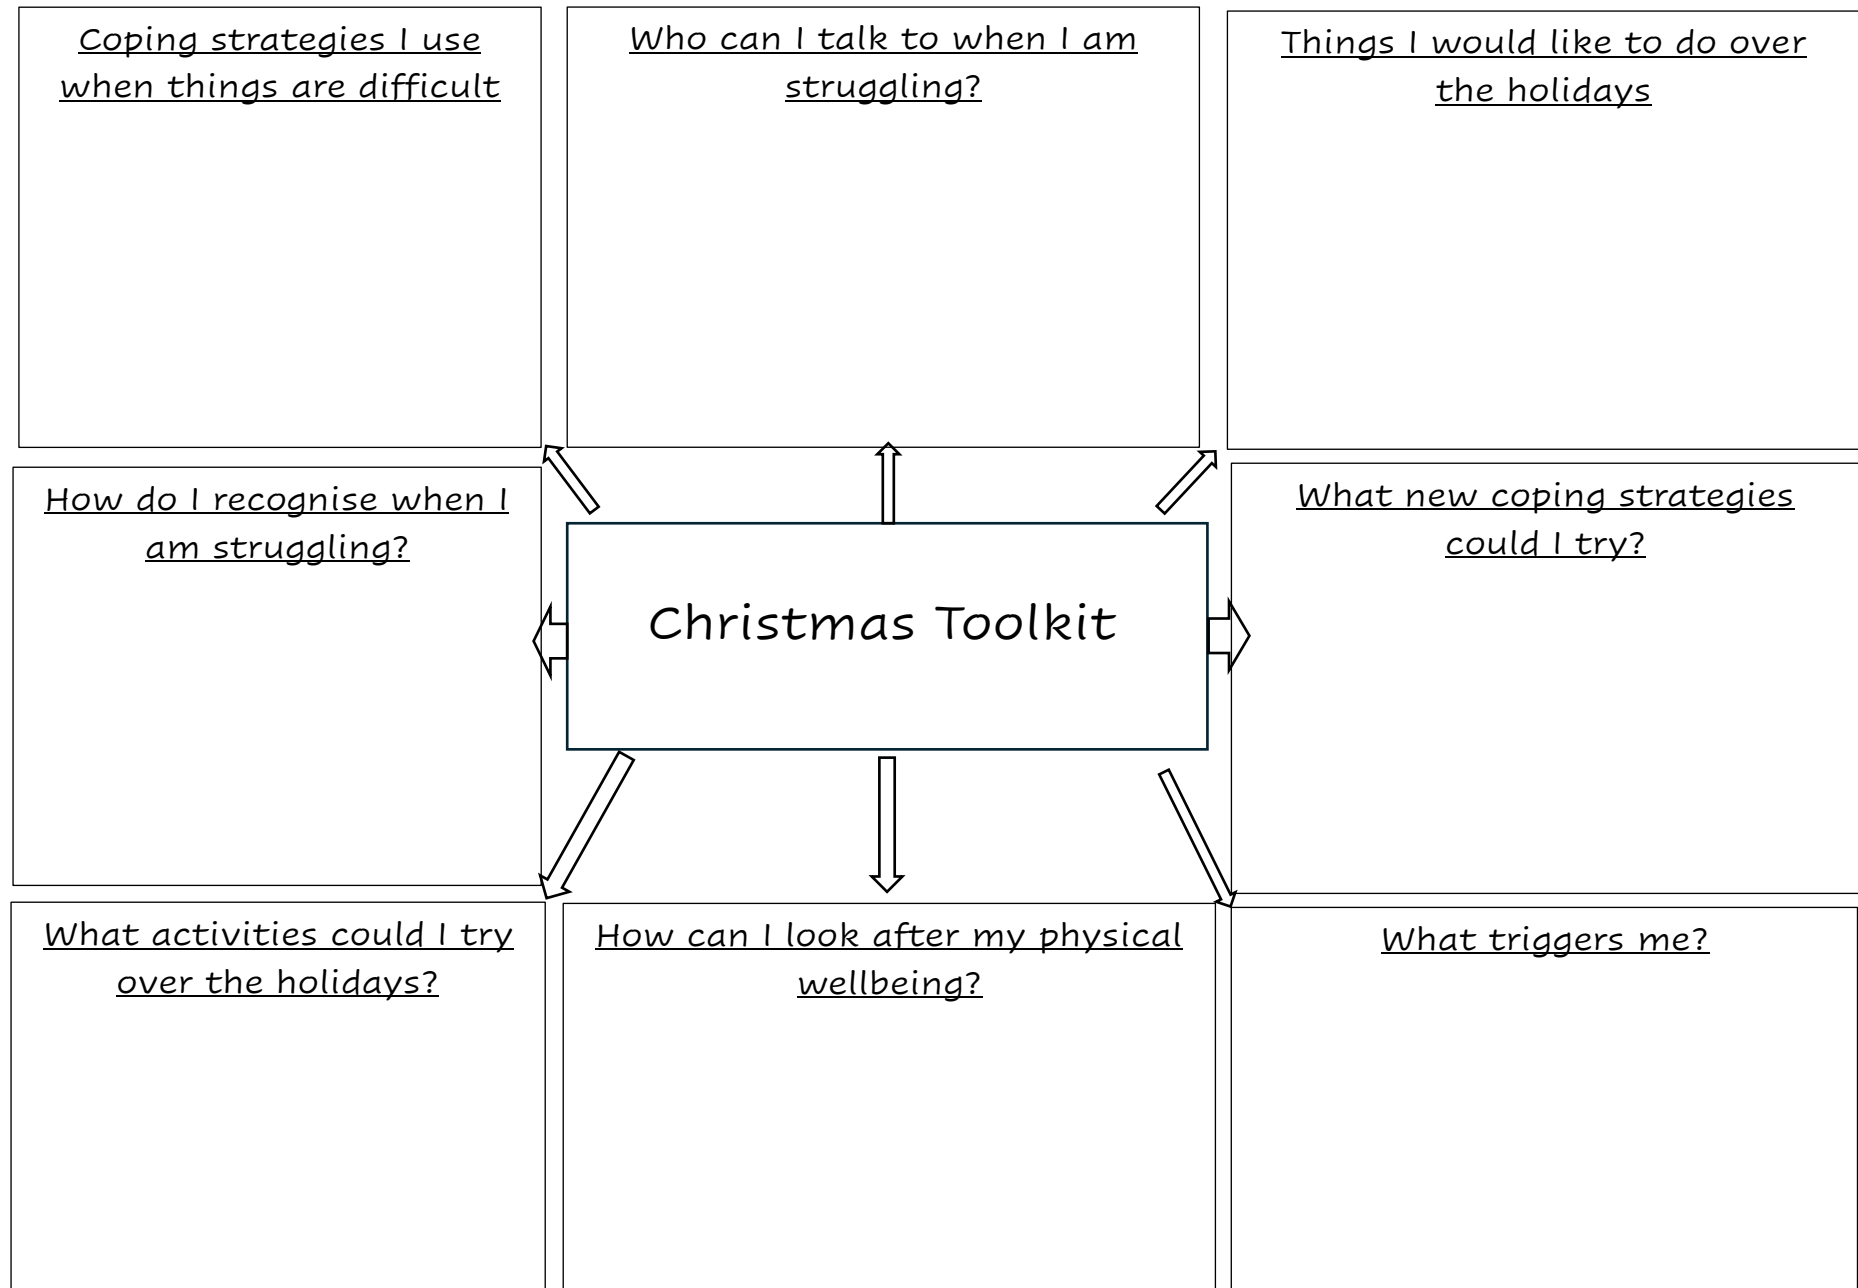 Coping strategies I use
when things are difficult
Who can I talk to when I am
struggling?
Things I would like to do over
the holidays
How do I recognise when I
am struggling?
Christmas Toolkit
What new coping strategies
could I try?
What activities could I try
over the holidays?
How can I look after my physical
wellbeing?
What triggers me?